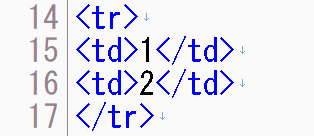 14 <tr>↓
15 <td>1</td>↓
16 <td>2</td>↓
17 </tr>↓